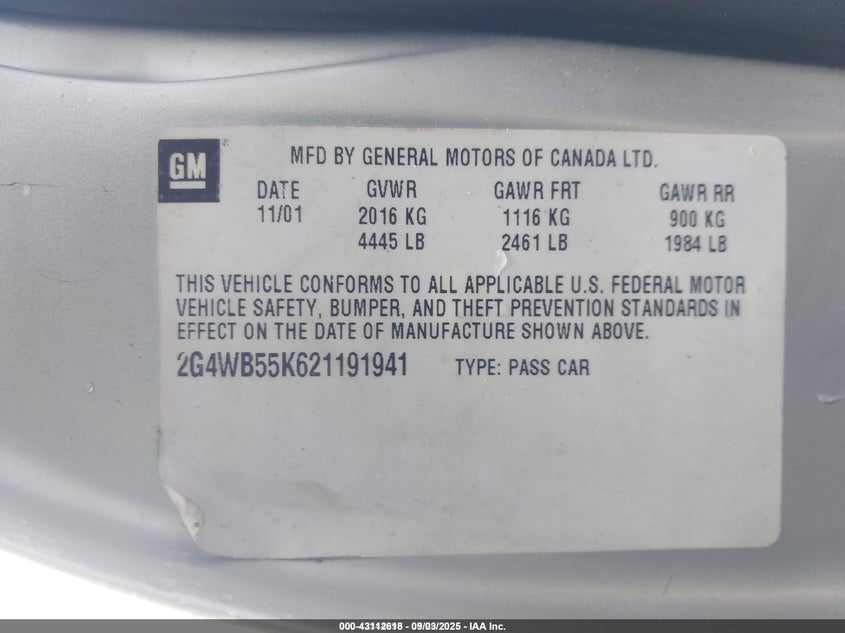 GM
MFD BY GENERAL MOTORS OF CANADA LTD.
DATE GVWR GAWR FRT GAWR RR
11/01 2016 KG 1116 KG 900 KG
4445 LB 2461 LB 1984 LB
THIS VEHICLE CONFORMS TO ALL APPLICABLE U.S. FEDERAL MOTOR
VEHICLE SAFETY, BUMPER, AND THEFT PREVENTION STANDARDS IN
EFFECT ON THE DATE OF MANUFACTURE SHOWN ABOVE.
2G4WB55K621191941 TYPE: PASS CAR
000-43112618 - 09/03/2025 - IAA Inc.